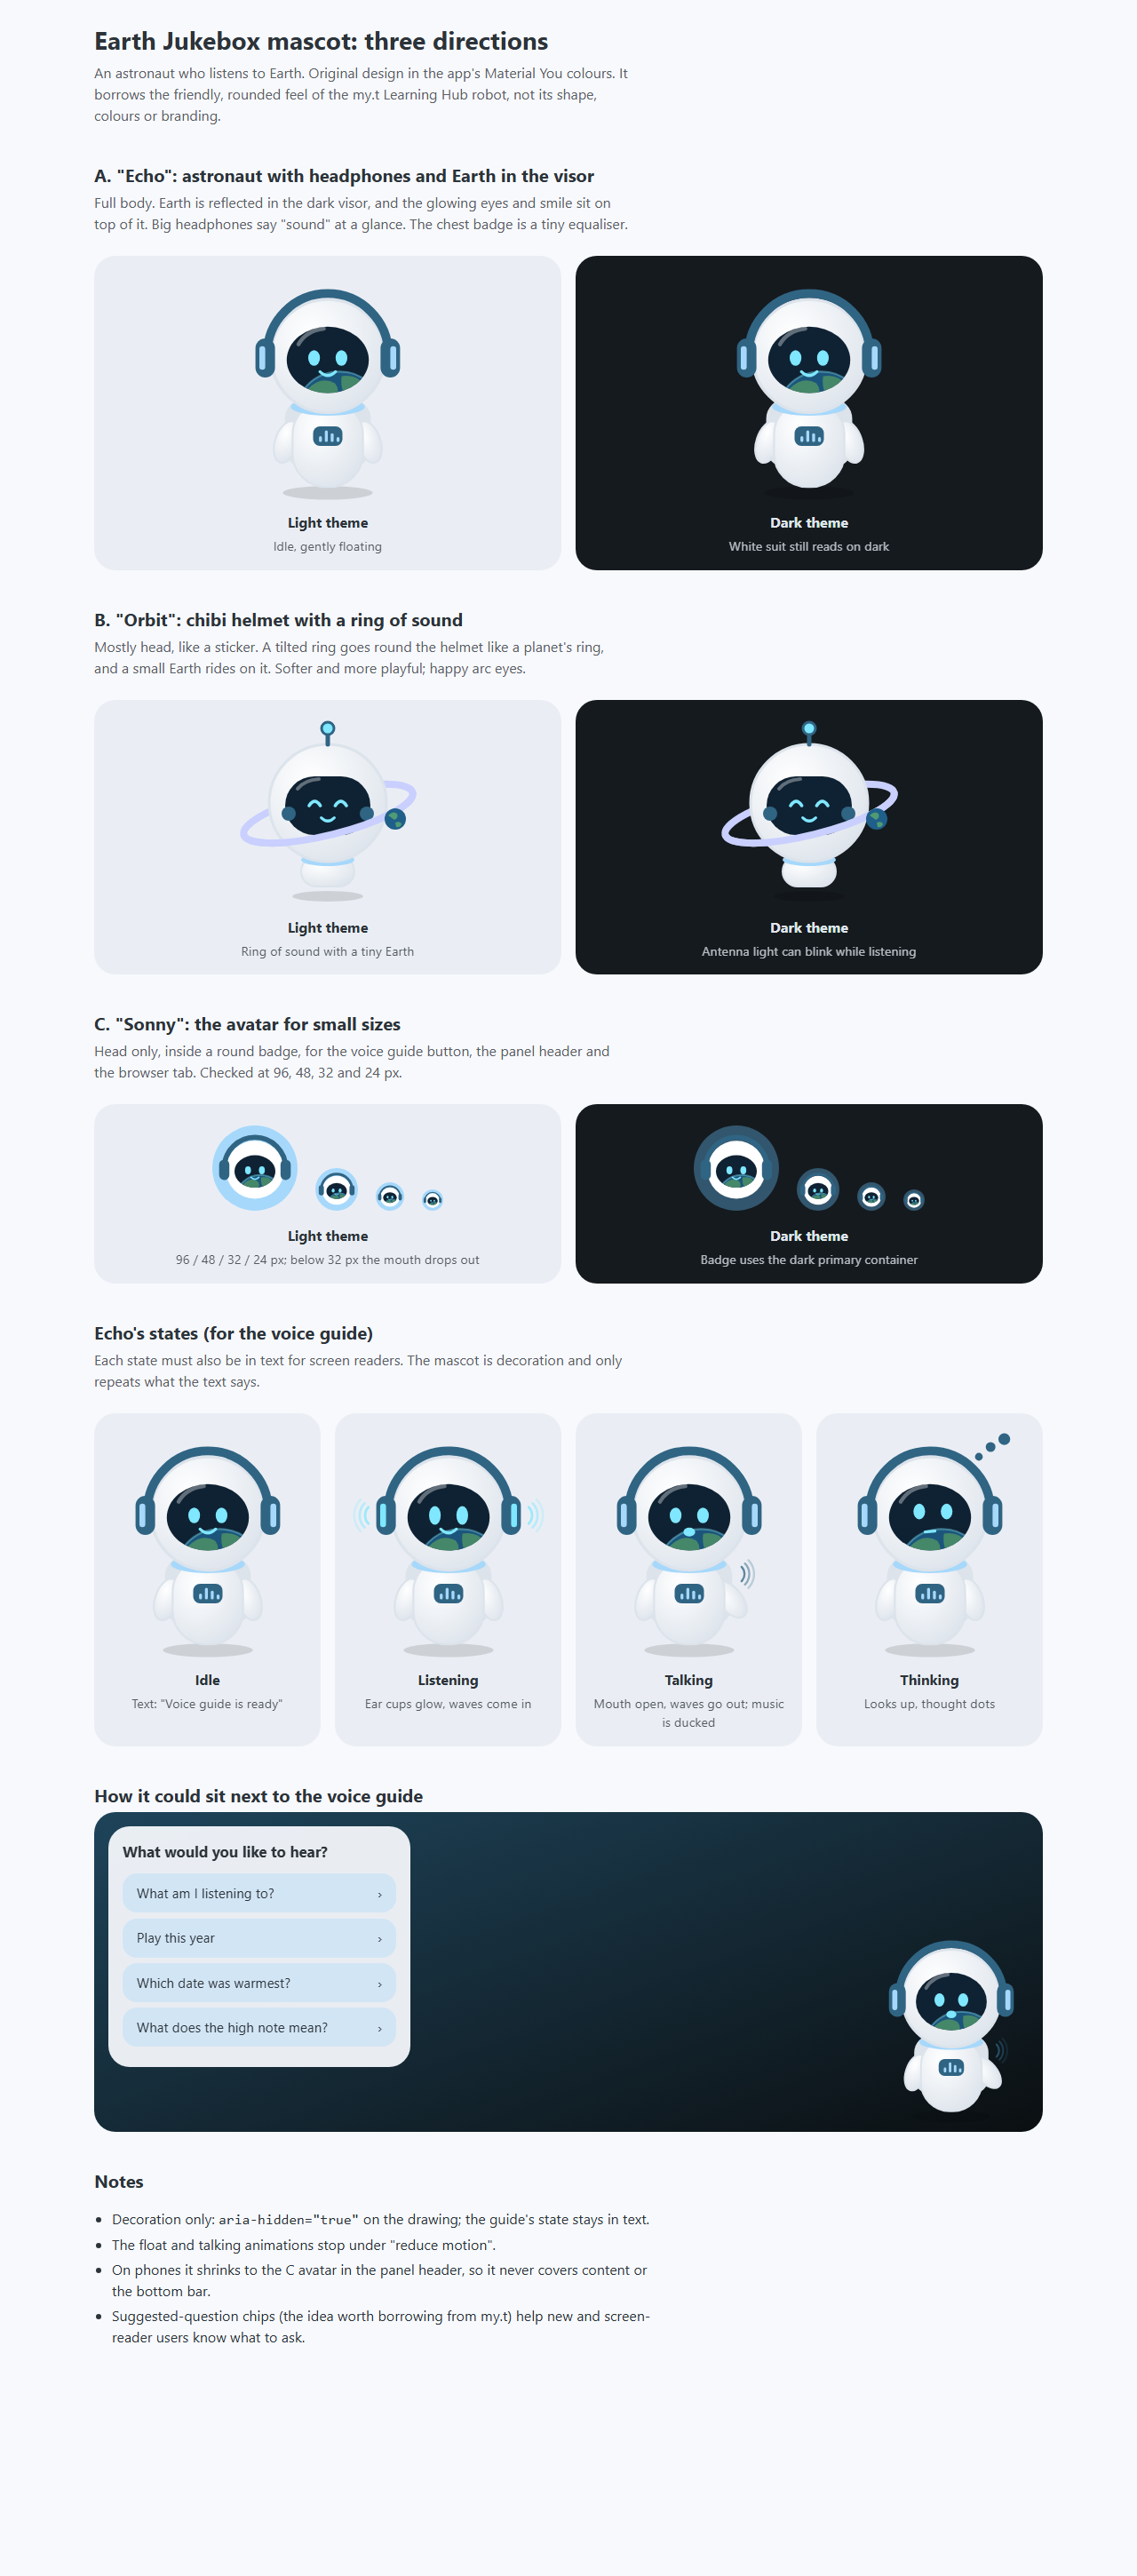 Earth Jukebox mascot: three directions
An astronaut who listens to Earth. Original design in the app's Material You colours. It
borrows the friendly, rounded feel of the my.t Learning Hub robot, not its shape,
colours or branding.
A. "Echo": astronaut with headphones and Earth in the visor
Full body. Earth is reflected in the dark visor, and the glowing eyes and smile sit on
top of it. Big headphones say "sound" at a glance. The chest badge is a tiny equaliser.
Light theme
Idle, gently floating
Dark theme
White suit still reads on dark
B. "Orbit": chibi helmet with a ring of sound
Mostly head, like a sticker. A tilted ring goes round the helmet like a planet's ring,
and a small Earth rides on it. Softer and more playful; happy arc eyes.
Light theme
Ring of sound with a tiny Earth
Dark theme
Antenna light can blink while listening
C. "Sonny": the avatar for small sizes
Head only, inside a round badge, for the voice guide button, the panel header and
the browser tab. Checked at 96, 48, 32 and 24 px.
Light theme
96 / 48 / 32 / 24 px; below 32 px the mouth drops out
Dark theme
Badge uses the dark primary container
Echo's states (for the voice guide)
Each state must also be in text for screen readers. The mascot is decoration and only
repeats what the text says.
Idle
Text: "Voice guide is ready"
Listening
Ear cups glow, waves come in
Talking
Mouth open, waves go out; music
is ducked
Thinking
Looks up, thought dots
How it could sit next to the voice guide
What would you like to hear?
What am I listening to? ›
Play this year ›
Which date was warmest? ›
What does the high note mean? ›
Notes
• Decoration only: aria-hidden="true" on the drawing; the guide's state stays in text.
• The float and talking animations stop under "reduce motion".
• On phones it shrinks to the C avatar in the panel header, so it never covers content or
the bottom bar.
• Suggested-question chips (the idea worth borrowing from my.t) help new and screen-
reader users know what to ask.